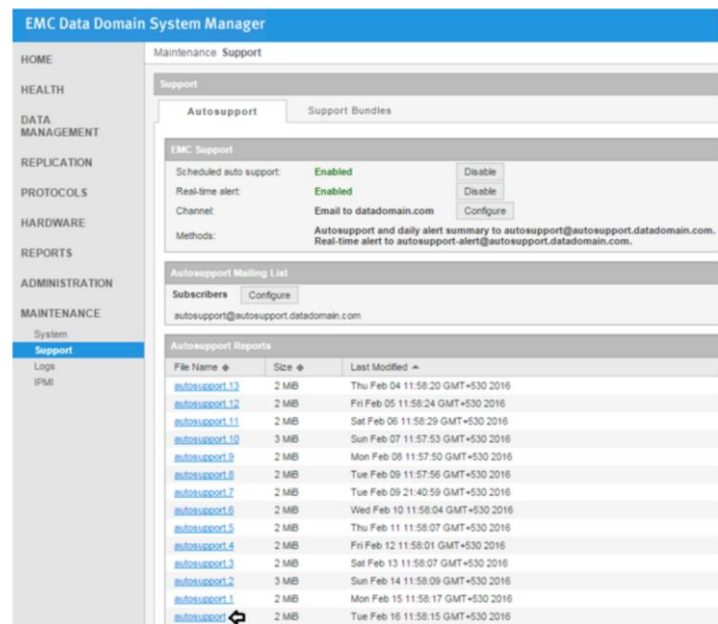 EMC Data Domain System Manager
HOME
HEALTH
DATA
MANAGEMENT
REPLICATION
PROTOCOLS
HARDWARE
REPORTS
ADMINISTRATION
MAINTENANCE
System
Support
Logs
IPMI
Maintenance Support
Support
Autosupport Support Bundles
EMC Support
Scheduled auto support: Enabled Disable
Real-time alert: Enabled Disable
Channel: Email to datadomain.com Configure
Methods: Autosupport and daily alert summary to autosupport@autosupport.datadomain.com.
Real-time alert to autosupport-alert@autosupport.datadomain.com.
Autosupport Mailing List
Subscribers Configure
autosupport@autosupport.datadomain.com
Autosupport Reports
File Name Size Last Modified
autosupport.13 2 MiB Thu Feb 04 11:58:20 GMT+530 2016
autosupport.12 2 MiB Fri Feb 05 11:58:24 GMT+530 2016
autosupport.11 2 MiB Sat Feb 06 11:58:29 GMT+530 2016
autosupport.10 3 MiB Sun Feb 07 11:57:53 GMT+530 2016
autosupport.9 2 MiB Mon Feb 08 11:57:50 GMT+530 2016
autosupport.8 2 MiB Tue Feb 09 11:57:56 GMT+530 2016
autosupport.7 2 MiB Tue Feb 09 21:40:59 GMT+530 2016
autosupport.6 2 MiB Wed Feb 10 11:58:04 GMT+530 2016
autosupport.5 2 MiB Thu Feb 11 11:58:07 GMT+530 2016
autosupport.4 2 MiB Fri Feb 12 11:58:01 GMT+530 2016
autosupport.3 2 MiB Sat Feb 13 11:58:07 GMT+530 2016
autosupport.2 3 MiB Sun Feb 14 11:58:09 GMT+530 2016
autosupport.1 2 MiB Mon Feb 15 11:58:17 GMT+530 2016
autosupport 2 MiB Tue Feb 16 11:58:15 GMT+530 2016